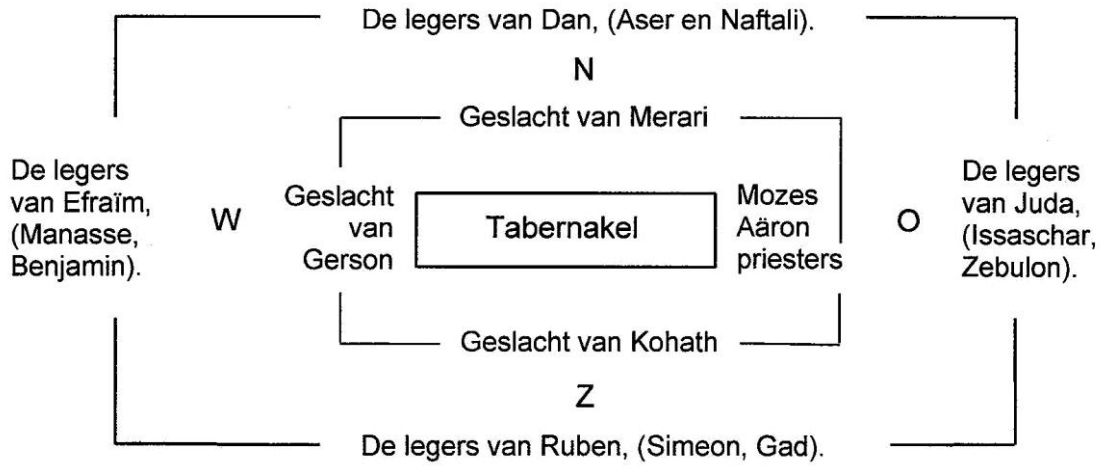 De legers van Dan, (Aser en Naftali).
N
Geslacht van Merari
De legers
van Efraïm,
(Manasse,
Benjamin).
W
Geslacht
van
Gerson
Tabernakel
Mozes
Aäron
priesters
O
De legers
van Juda,
(Issaschar,
Zebulon).
Geslacht van Kohath
Z
De legers van Ruben, (Simeon, Gad).